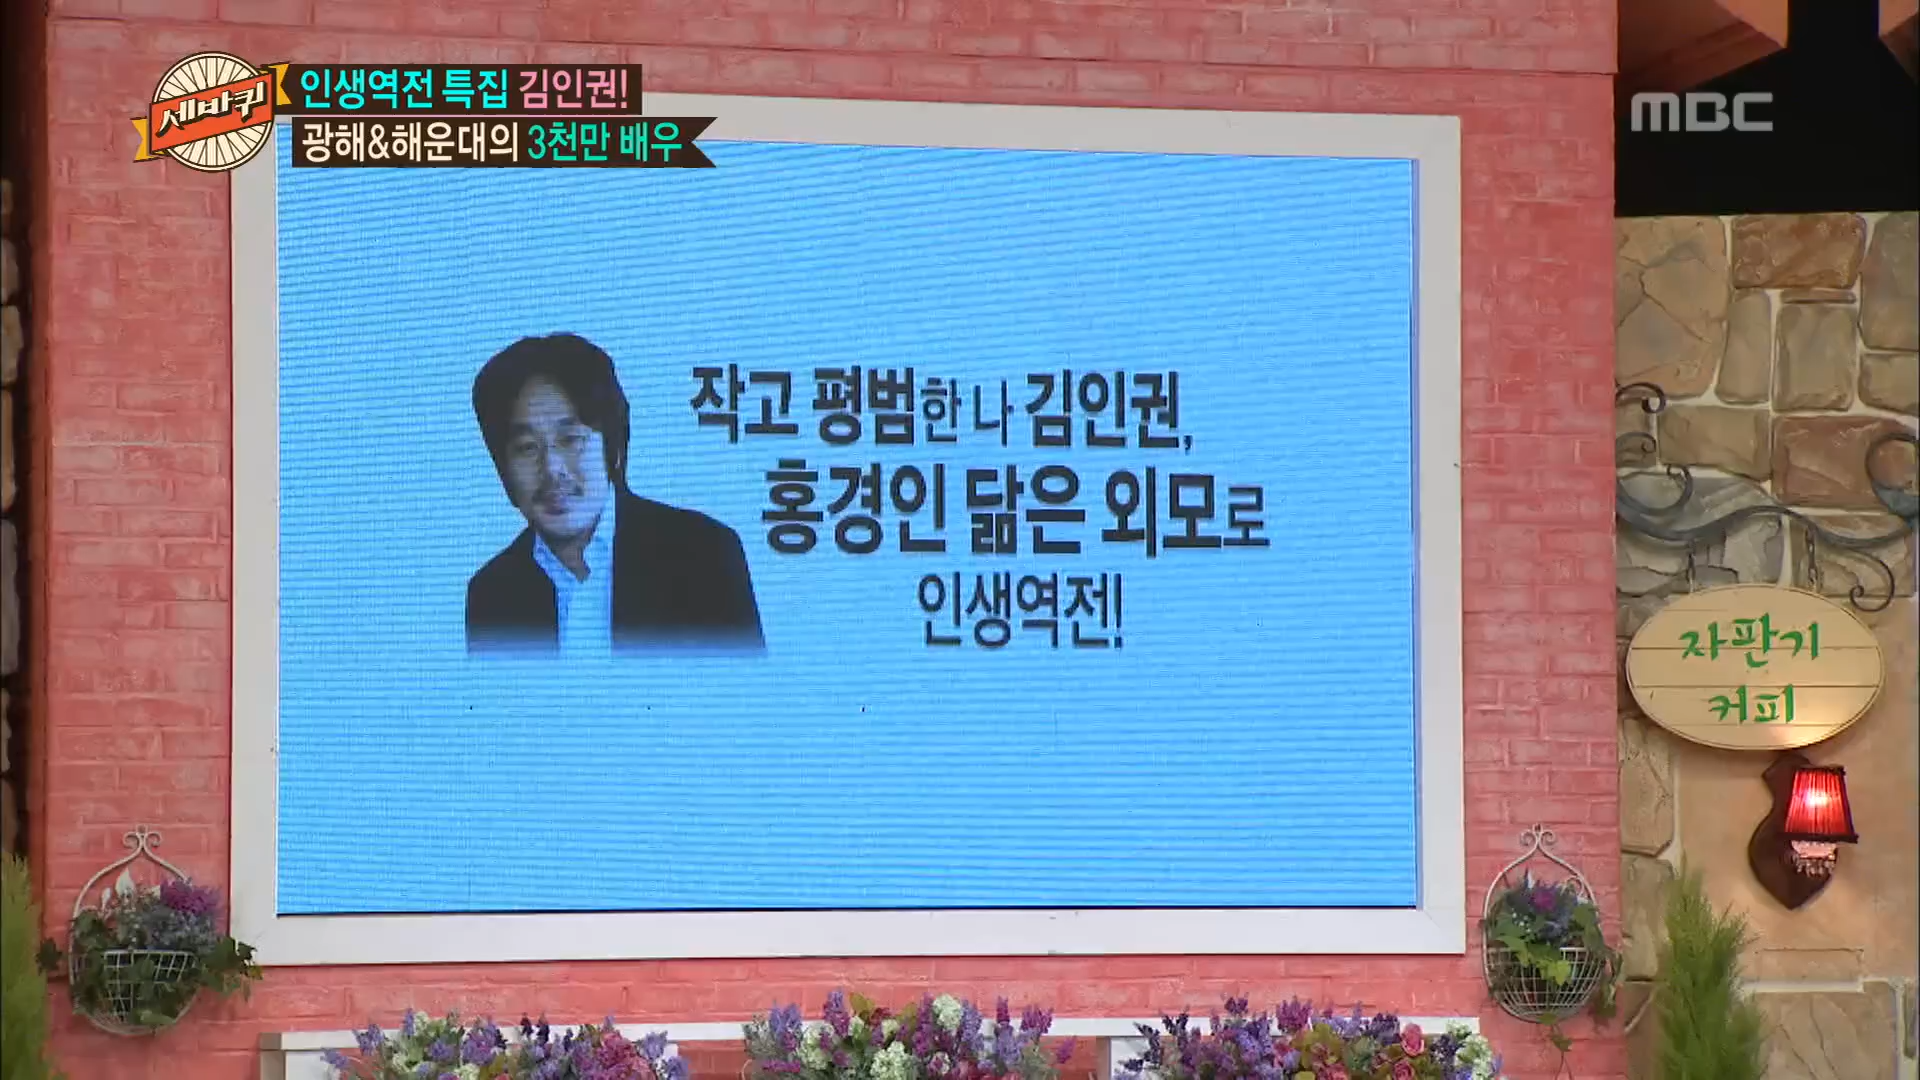 세바퀴
인생역전 특집 김인권!
광해&해운대의 3천만 배우
MBC
작고 평범한 나 김인권,
홍경인 닮은 외모로
인생역전!
자판기
커피